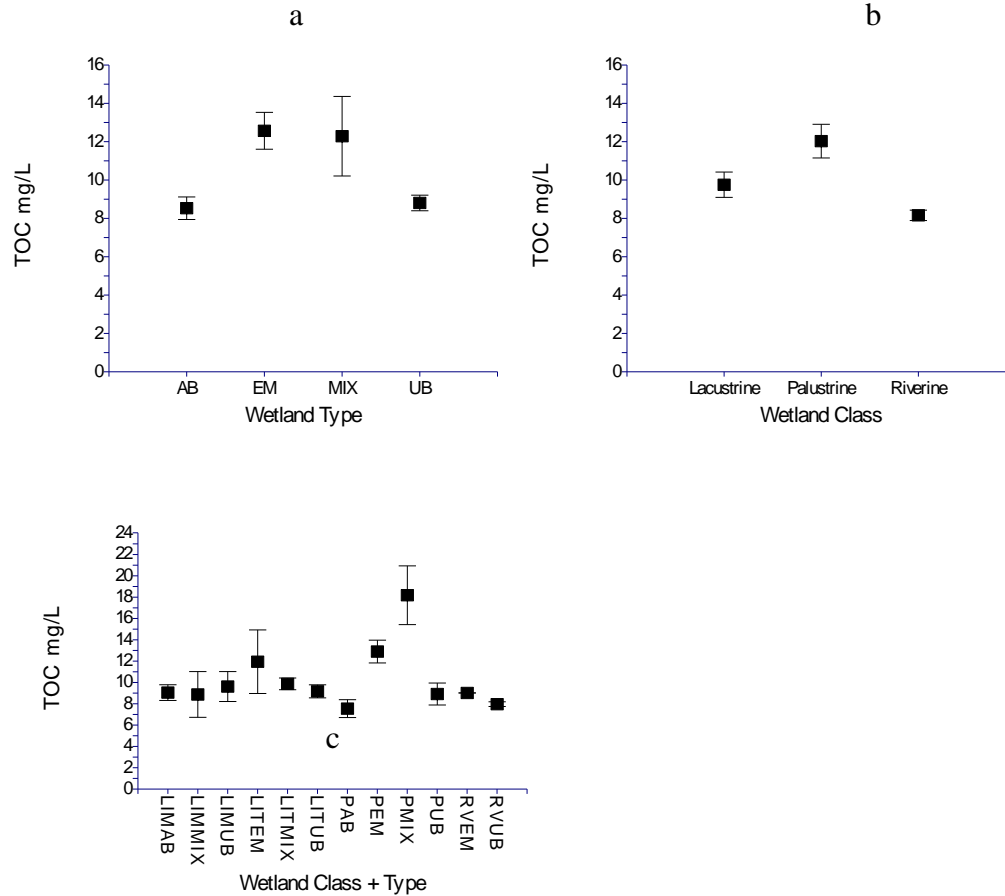 a
b
16
14
12
10
8
6
4
2
0
TOC mg/L
AB EM MIX UB
Wetland Type
16
14
12
10
8
6
4
2
0
TOC mg/L
Lacustrine Palustrine Riverine
Wetland Class
24
22
20
18
16
14
12
10
8
6
4
2
0
TOC mg/L
c
LIMAB
LIMMIX
LIMUB
LITEM
LITMIX
LITUB
PAB
PEM
PMIX
PUB
RVEM
RVUB
Wetland Class + Type